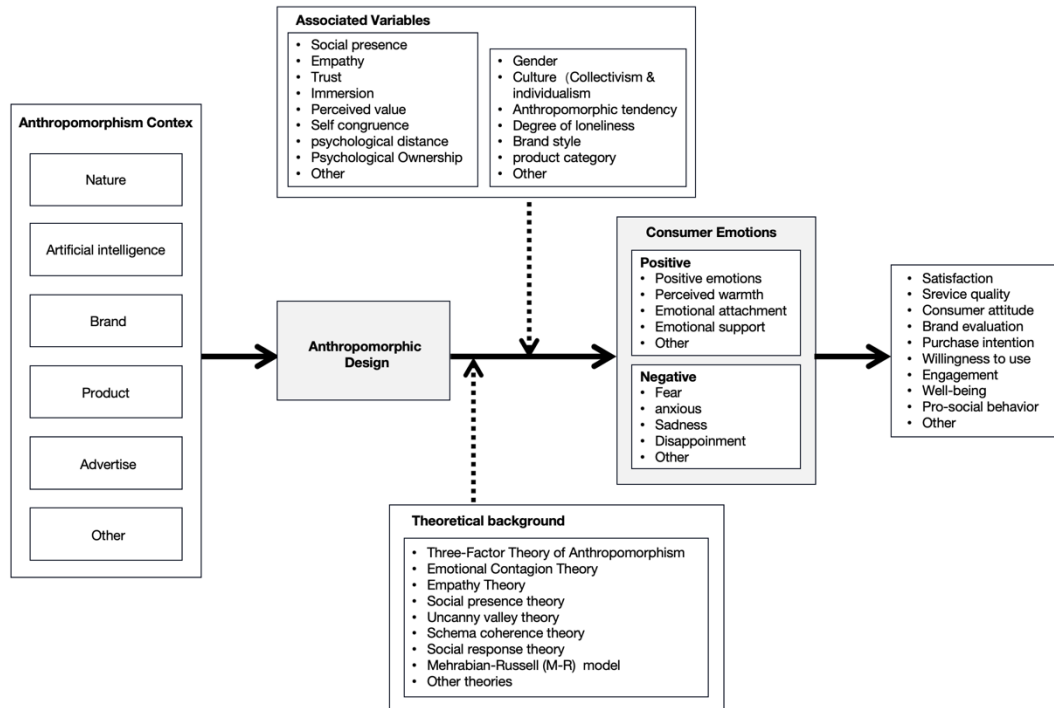 Associated Variables
• Social presence
• Empathy
• Trust
• Immersion
• Perceived value
• Self congruence
• psychological distance
• Psychological Ownership
• Other
• Gender
• Culture（Collectivism &
individualism
• Anthropomorphic tendency
• Degree of loneliness
• Brand style
• product category
• Other
Anthropomorphism Contex
Nature
Artificial intelligence
Brand
Product
Advertise
Other
Anthropomorphic
Design
Consumer Emotions
Positive
• Positive emotions
• Perceived warmth
• Emotional attachment
• Emotional support
• Other
Negative
• Fear
• anxious
• Sadness
• Disappoinment
• Other
• Satisfaction
• Srevice quality
• Consumer attitude
• Brand evaluation
• Purchase intention
• Willingness to use
• Engagement
• Well-being
• Pro-social behavior
• Other
Theoretical background
• Three-Factor Theory of Anthropomorphism
• Emotional Contagion Theory
• Empathy Theory
• Social presence theory
• Uncanny valley theory
• Schema coherence theory
• Social response theory
• Mehrabian-Russell (M-R) model
• Other theories